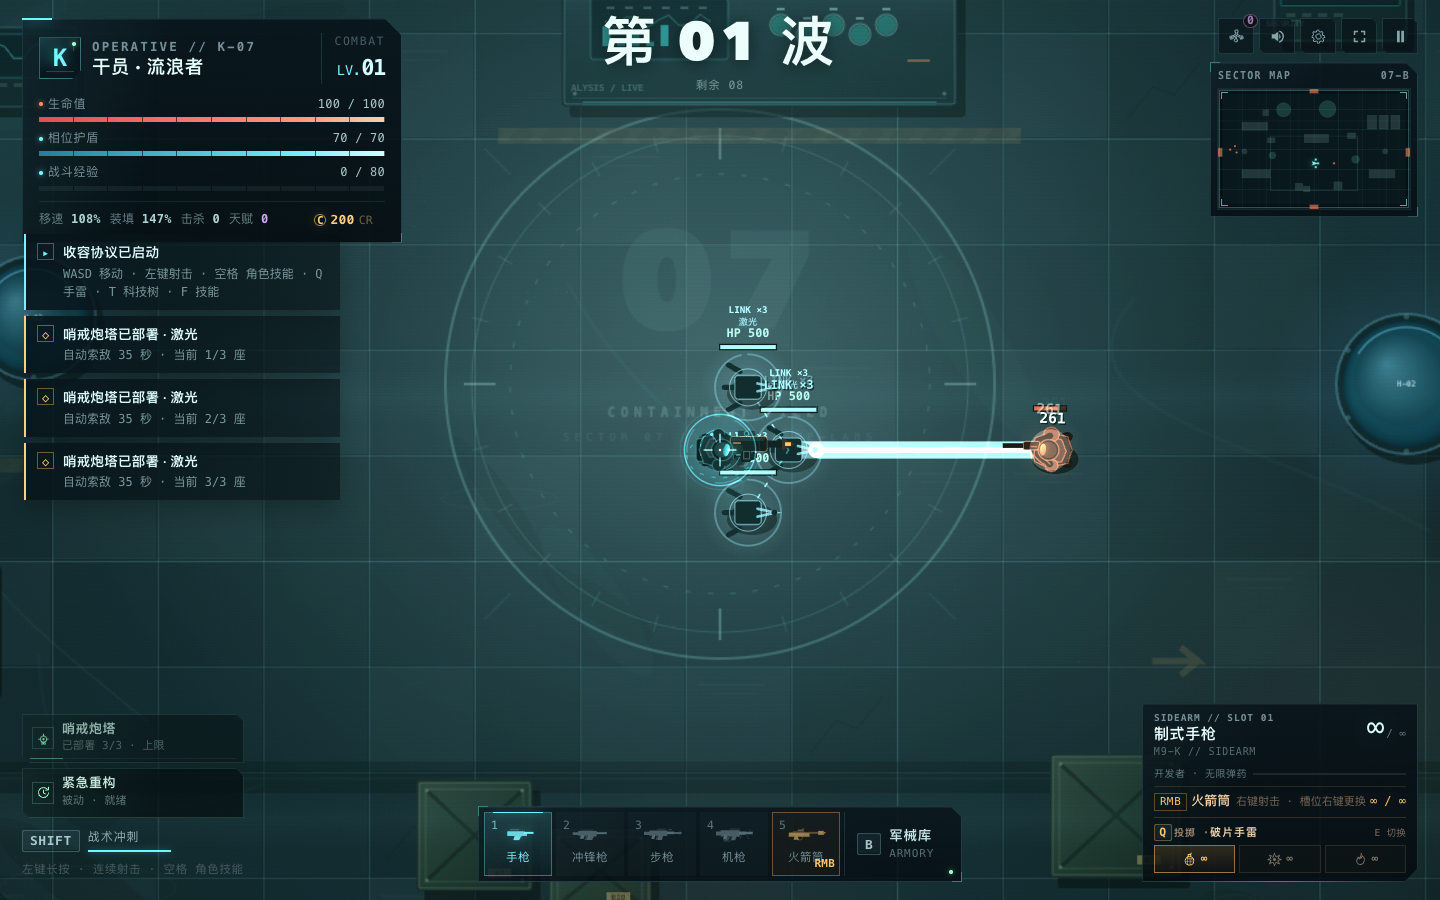 K
OPERATIVE // K-07
干员·流浪者
COMBAT
LV.01
生命值 100 / 100
相位护盾 70 / 70
战斗经验 0 / 80
移速 108% 装填 147% 击杀 0 天赋 0
C 200 CR
收容协议已启动
WASD 移动 · 左键射击 · 空格 角色技能 · Q
手雷 · T 科技树 · F 技能
哨戒炮塔已部署·激光
自动索敌 35 秒 · 当前 1/3 座
哨戒炮塔已部署·激光
自动索敌 35 秒 · 当前 2/3 座
哨戒炮塔已部署·激光
自动索敌 35 秒 · 当前 3/3 座
第 01 波
剩余 08
ALYSIS / LIVE
0
SECTOR MAP
07-B
07
LINK ×3
激光
HP 500
LINK ×3
LINK ×3
HP 500
SECTOR 07
261
H-02
哨戒炮塔
已部署 3/3 · 上限
紧急重构
被动 · 就绪
SHIFT 战术冲刺
左键长按 · 连续射击 · 空格 角色技能
1
手枪
2
冲锋枪
3
步枪
4
机枪
5
火箭筒
RMB
B
军械库
ARMORY
SIDEARM // SLOT 01
制式手枪
M9-K // SIDEARM
∞ / ∞
开发者 · 无限弹药
RMB 火箭筒 右键射击 · 槽位右键更换 ∞ / ∞
Q 投掷 ·破片手雷 E 切换
∞
∞
∞